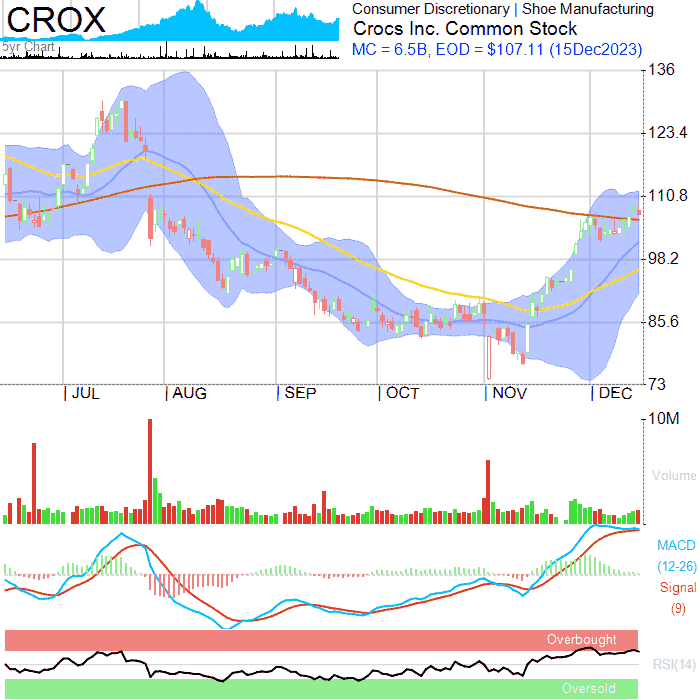 CROX
5yr Chart
Consumer Discretionary | Shoe Manufacturing
Crocs Inc. Common Stock
MC = 6.5B, EOD = $107.11 (15Dec2023)
136
123.4
110.8
98.2
85.6
73
| JUL | AUG | SEP | OCT | NOV | DEC
10M
Volume
MACD
(12-26)
Signal
(9)
Overbought
RSI(14)
Oversold